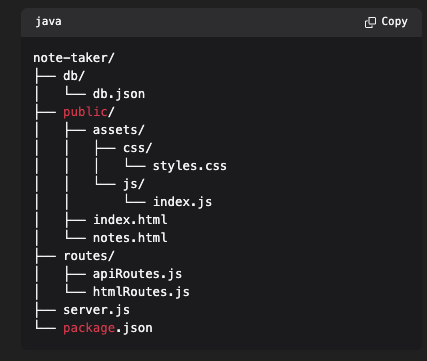 java Copy
note-taker/
├── db/
│   └── db.json
├── public/
│   ├── assets/
│   │   ├── css/
│   │   │   └── styles.css
│   │   └── js/
│   │       └── index.js
│   ├── index.html
│   └── notes.html
├── routes/
│   ├── apiRoutes.js
│   └── htmlRoutes.js
├── server.js
└── package.json